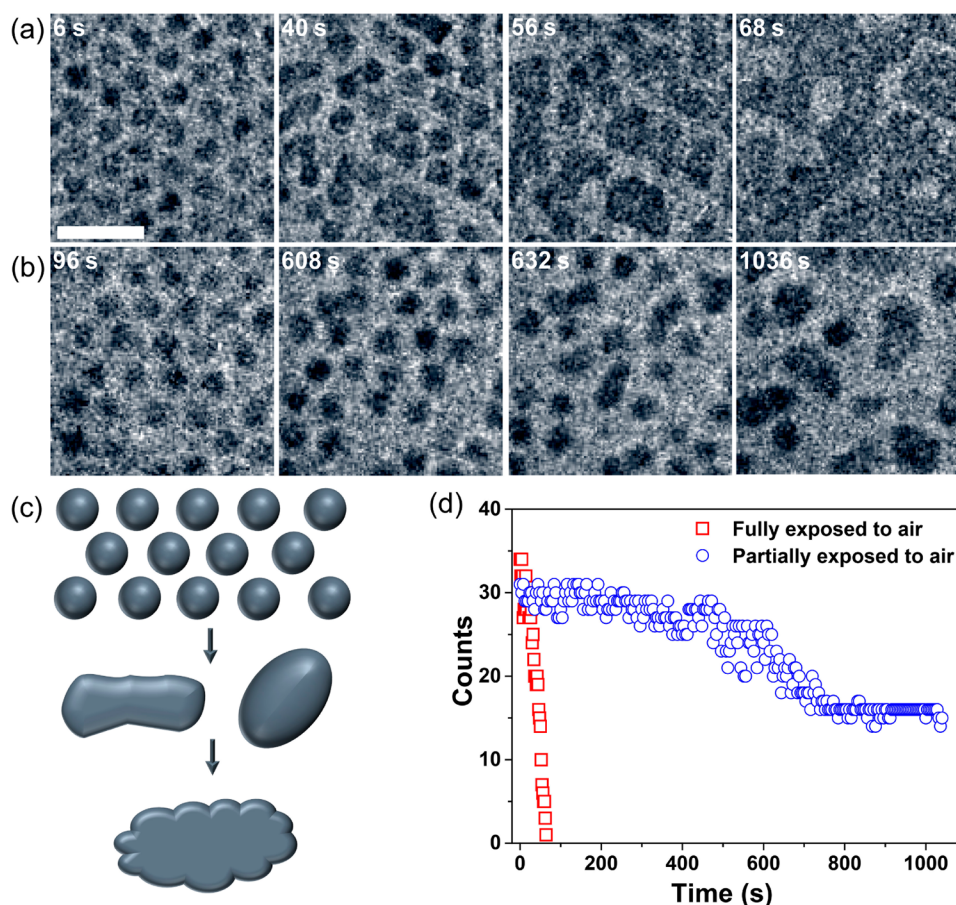 (a)
6 s
40 s
56 s
68 s
(b)
96 s
608 s
632 s
1036 s
(c)
(d)
40
30
20
10
0
Counts
Fully exposed to air
Partially exposed to air
0 200 400 600 800 1000
Time (s)